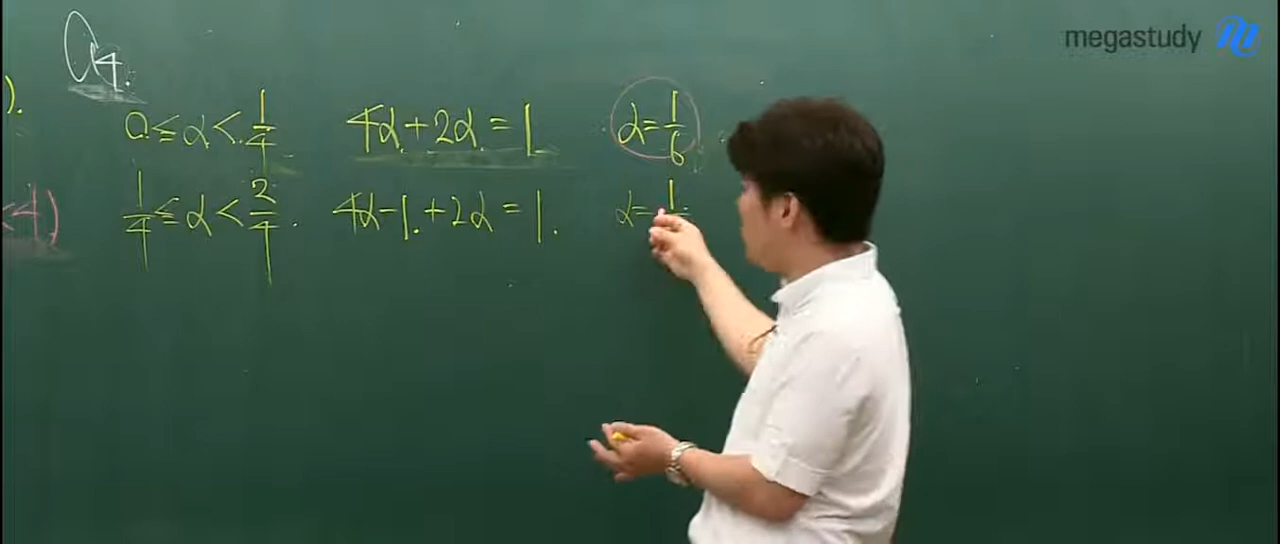 megastudy
a4.
).
0 ≤ α < 1/4    4α + 2α = 1    α = 1/6
<4)
1/4 ≤ α < 2/4.    4α - 1. + 2α = 1.    α = 1